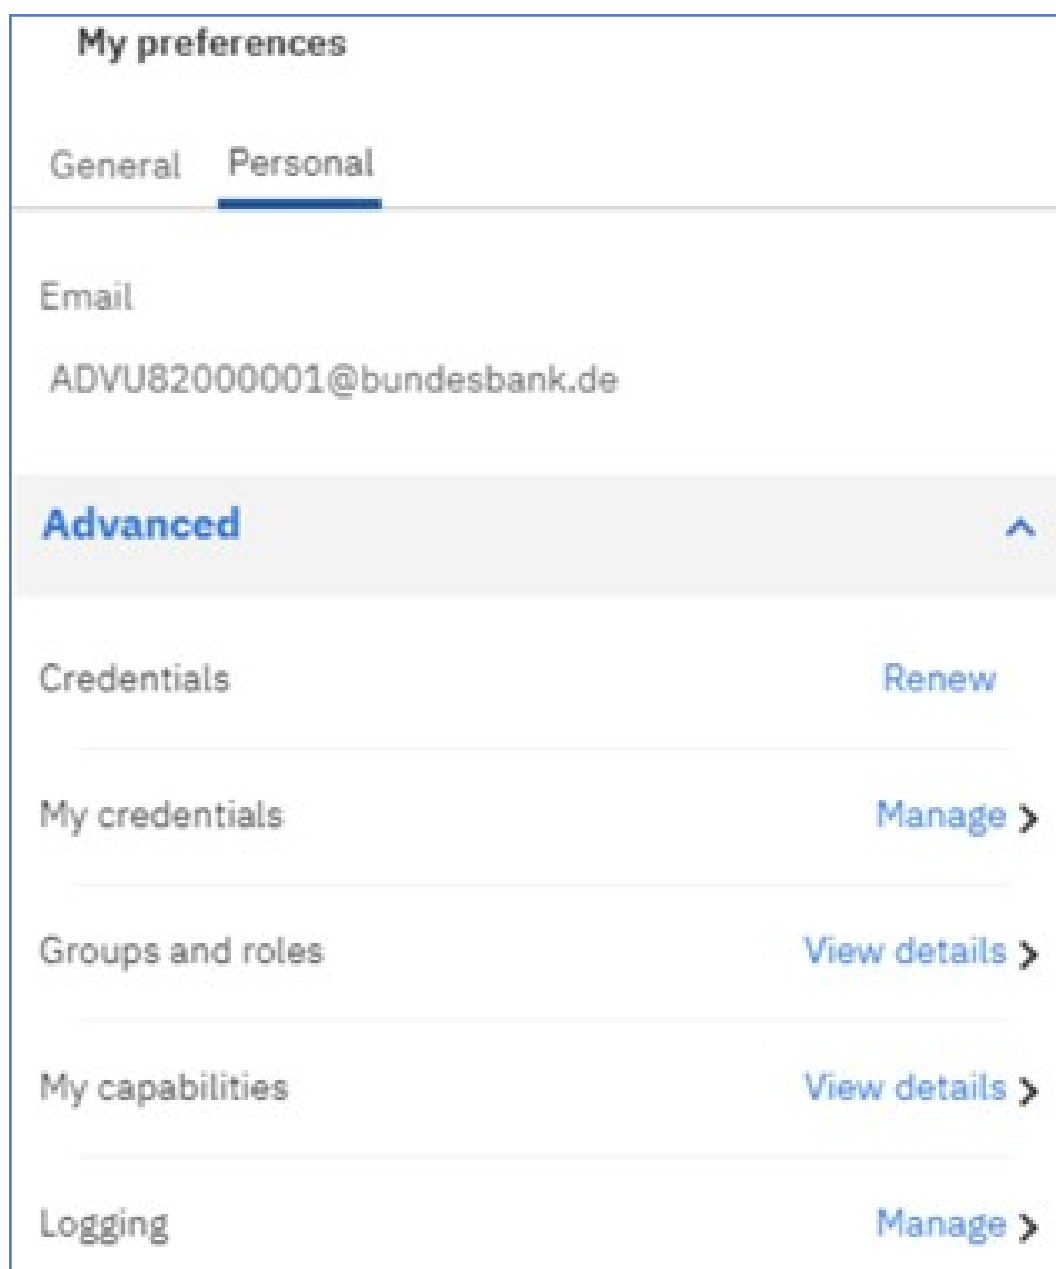 My preferences
General Personal
Email
ADVU82000001@bundesbank.de
Advanced
Credentials Renew
My credentials Manage
Groups and roles View details
My capabilities View details
Logging Manage